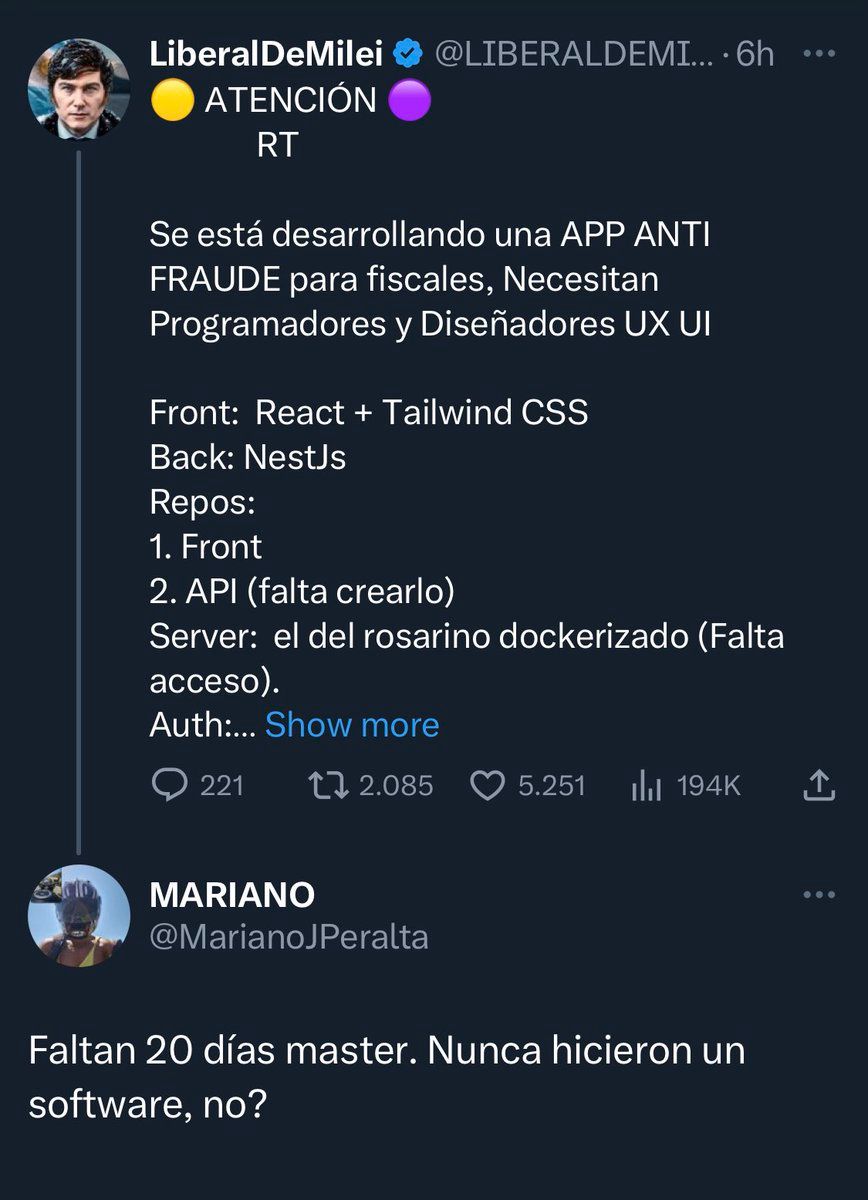 LiberalDeMilei @LIBERALDEMI... · 6h
🟡 ATENCIÓN 🟣
RT
Se está desarrollando una APP ANTI
FRAUDE para fiscales, Necesitan
Programadores y Diseñadores UX UI
Front:  React + Tailwind CSS
Back: NestJs
Repos:
1. Front
2. API (falta crearlo)
Server:  el del rosarino dockerizado (Falta
acceso).
Auth:... Show more
221 2.085 5.251 194K
MARIANO
@MarianoJPeralta
Faltan 20 días master. Nunca hicieron un
software, no?